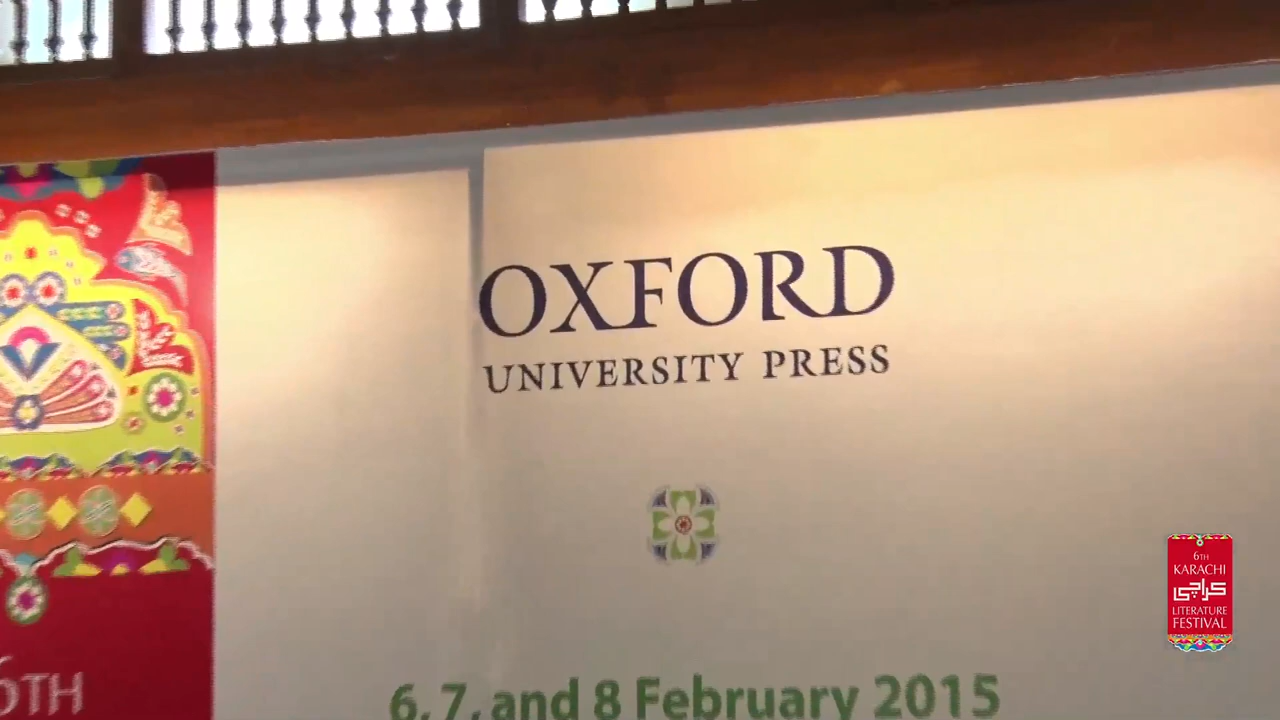 OXFORD
UNIVERSITY PRESS
6, 7, and 8 February 2015
6TH
6TH
KARACHI
کراچی
LITERATURE
FESTIVAL